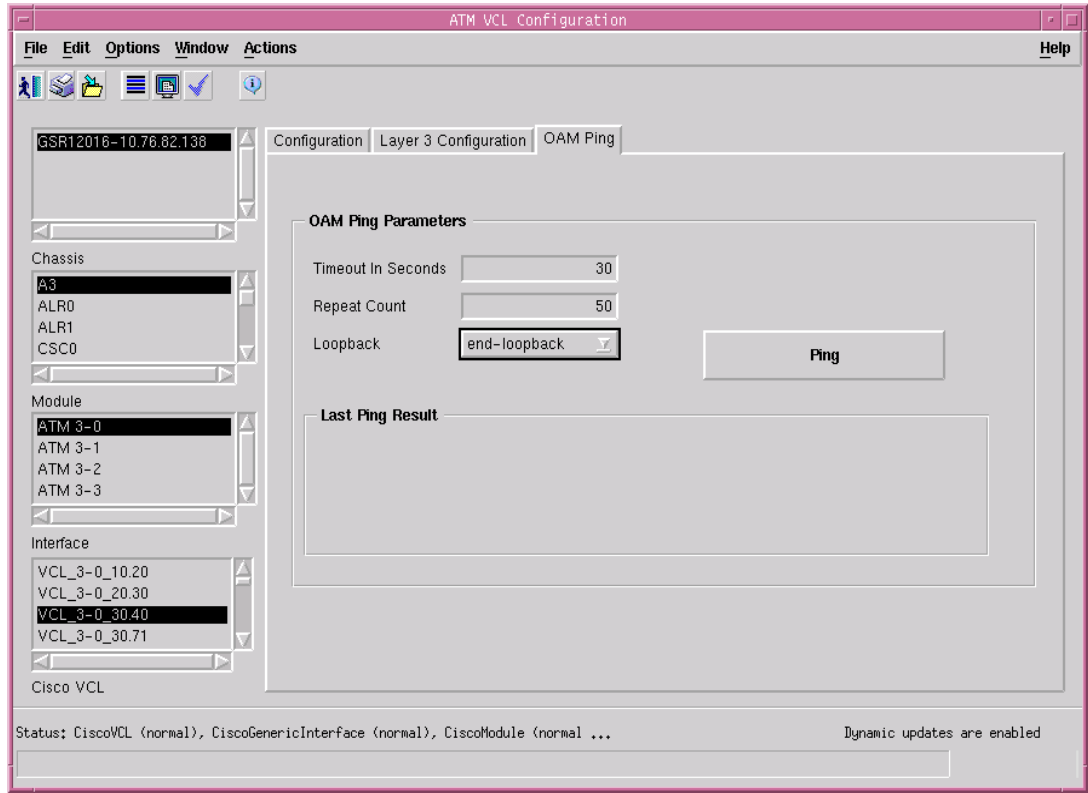 ATM VCL Configuration
File Edit Options Window Actions Help
GSR12016-10.76.82.138
Chassis
A3
ALR0
ALR1
CSC0
Module
ATM 3-0
ATM 3-1
ATM 3-2
ATM 3-3
Interface
VCL_3-0_10.20
VCL_3-0_20.30
VCL_3-0_30.40
VCL_3-0_30.71
Cisco VCL
Configuration Layer 3 Configuration OAM Ping
OAM Ping Parameters
Timeout In Seconds 30
Repeat Count 50
Loopback end-loopback
Ping
Last Ping Result
Status: CiscoVCL (normal), CiscoGenericInterface (normal), CiscoModule (normal ... Dynamic updates are enabled